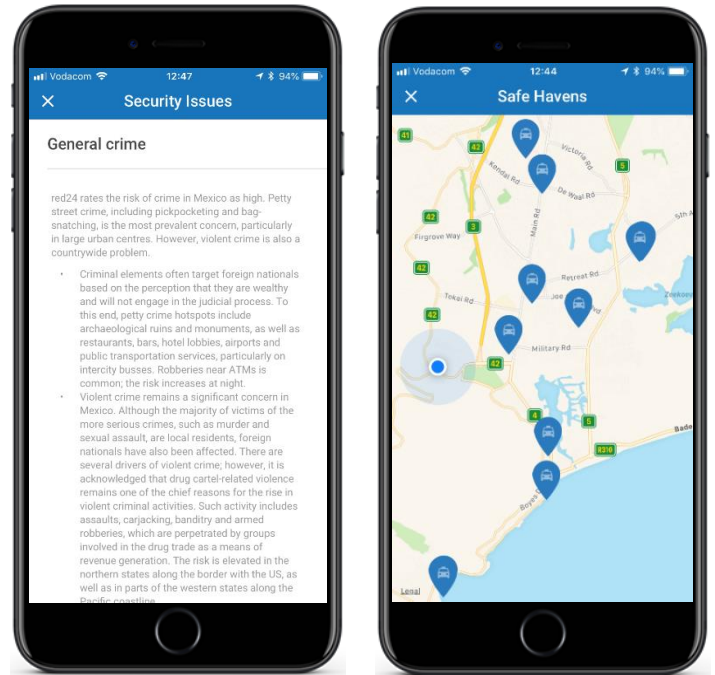 Vodacom 12:47 94%
Security Issues
General crime
red24 rates the risk of crime in Mexico as high. Petty
street crime, including pickpocketing and bag-
snatching, is the most prevalent concern, particularly
in large urban centres. However, violent crime is also a
countrywide problem.
• Criminal elements often target foreign nationals
based on the perception that they are wealthy
and will not engage in the judicial process. To
this end, petty crime hotspots include
archaeological ruins and monuments, as well as
restaurants, bars, hotel lobbies, airports and
public transportation services, particularly on
intercity busses. Robberies near ATMs is
common; the risk increases at night.
• Violent crime remains a significant concern in
Mexico. Although the majority of victims of the
more serious crimes, such as murder and
sexual assault, are local residents, foreign
nationals have also been affected. There are
several drivers of violent crime; however, it is
acknowledged that drug cartel-related violence
remains one of the chief reasons for the rise in
violent criminal activities. Such activity includes
assaults, carjacking, banditry and armed
robberies, which are perpetrated by groups
involved in the drug trade as a means of
revenue generation. The risk is elevated in the
northern states along the border with the US, as
well as in parts of the western states along the
Pacific coastline
Vodacom 12:44 94%
Safe Havens
41
42
Victoria Rd
5
Kendal Rd
De Waal Rd
42
3
Main Rd
5th A
Firgrove Way
42
Retreat Rd
Tokai Rd
Joe
Zeekoev
42
Military Rd
42
4
5
Bade
R310
Boyes D
Legal